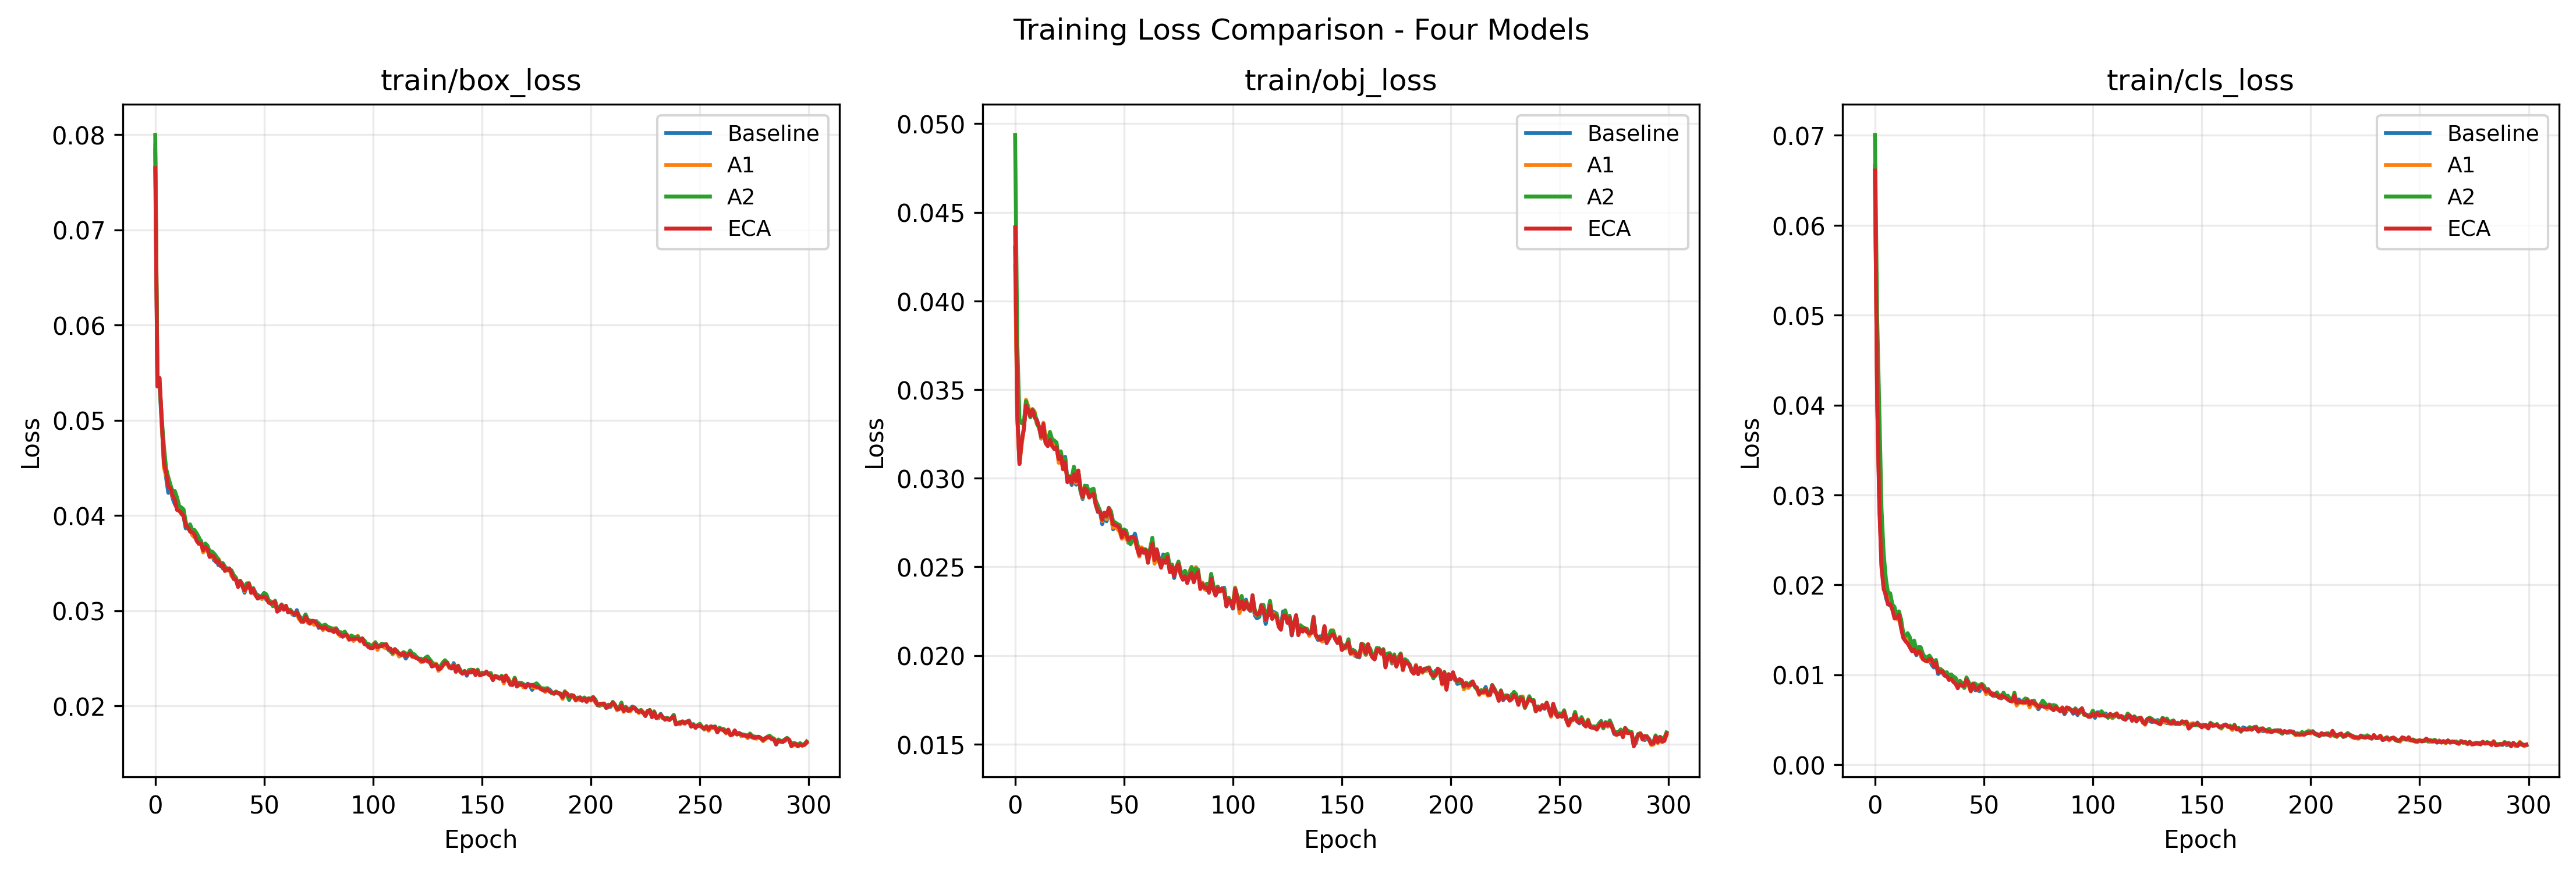 Training Loss Comparison - Four Models
train/box_loss
0.08
0.07
0.06
0.05
0.04
0.03
0.02
Loss
0
50
100
150
200
250
300
Epoch
Baseline
A1
A2
ECA
train/obj_loss
0.050
0.045
0.040
0.035
0.030
0.025
0.020
0.015
Loss
0
50
100
150
200
250
300
Epoch
Baseline
A1
A2
ECA
train/cls_loss
0.07
0.06
0.05
0.04
0.03
0.02
0.01
0.00
Loss
0
50
100
150
200
250
300
Epoch
Baseline
A1
A2
ECA